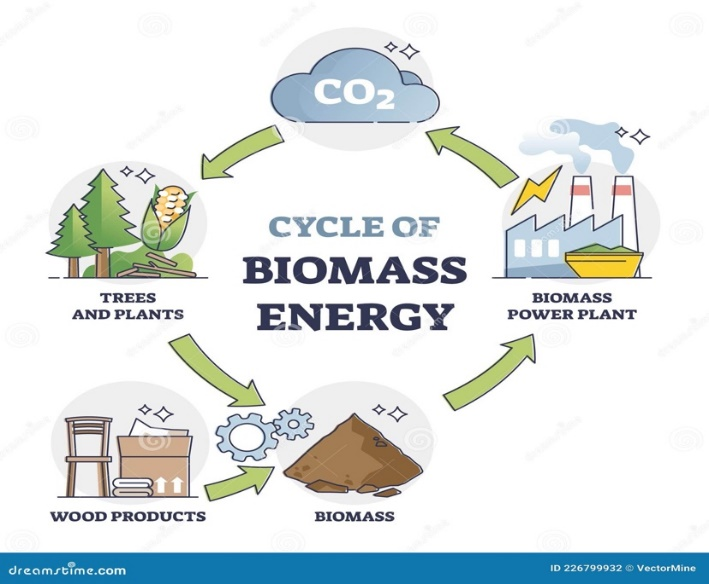 CO2
CYCLE OF
BIOMASS
ENERGY
TREES
AND PLANTS
BIOMASS
POWER PLANT
WOOD PRODUCTS
BIOMASS
dreamstime.com
ID 226799932 © VectorMine